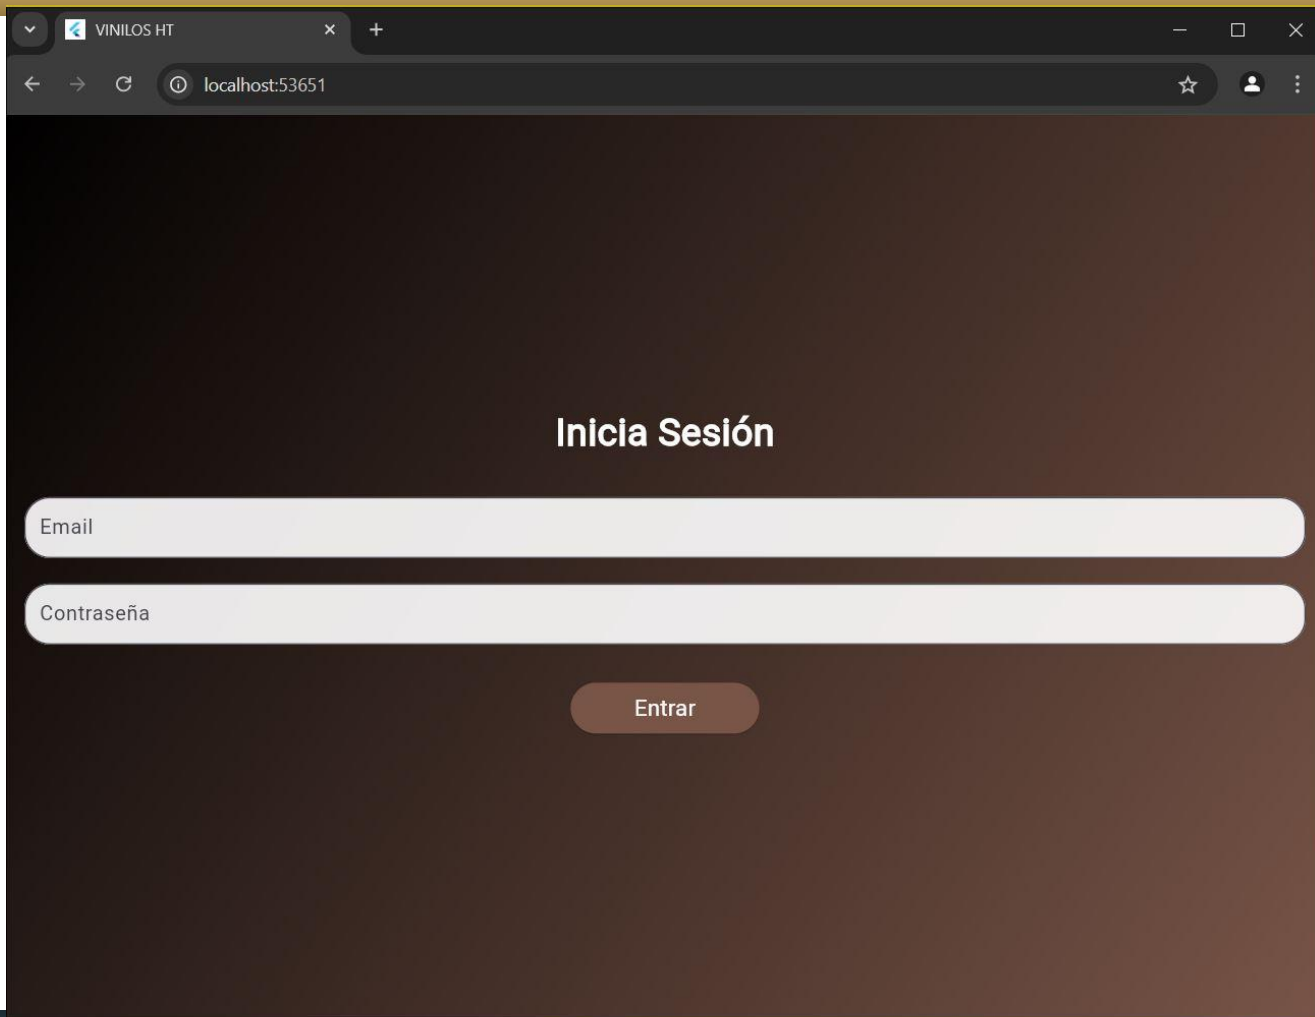 VINILOS HT
localhost:53651
Inicia Sesión
Email
Contraseña
Entrar